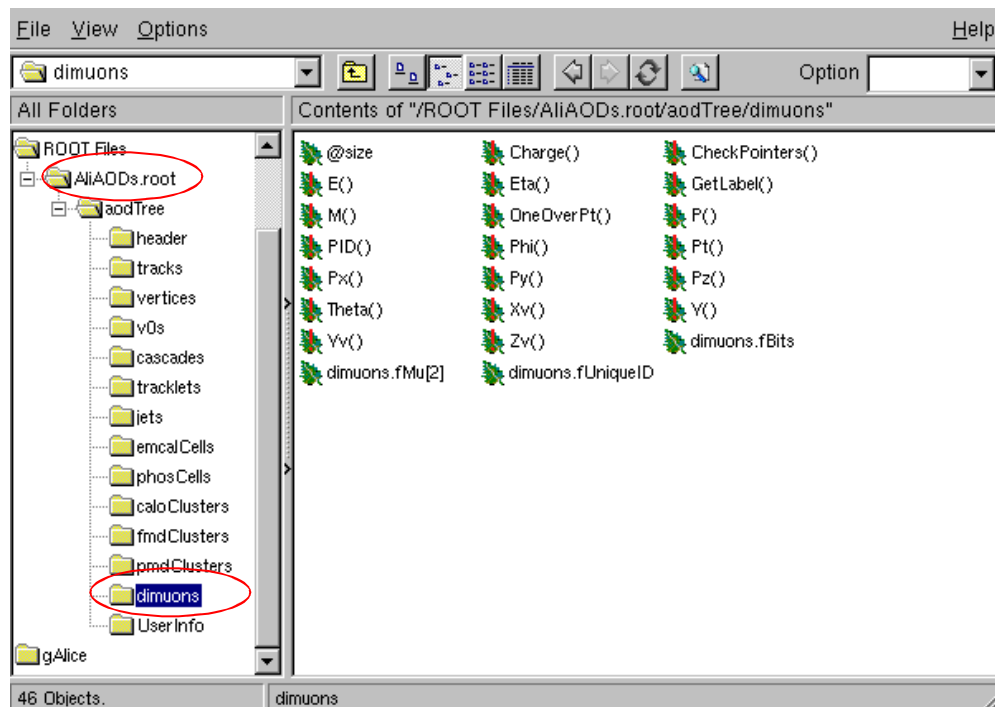 File View Options Help
dimuons Option
All Folders
Contents of "/ROOT Files/AliAODs.root/aodTree/dimuons"
ROOT Files
AliAODs.root
aodTree
header
tracks
vertices
v0s
cascades
tracklets
jets
emcalCells
phosCells
caloClusters
fmdClusters
pmdClusters
dimuons
UserInfo
gAlice
@size Charge() CheckPointers()
E() Eta() GetLabel()
M() OneOverPt() P()
PID() Phi() Pt()
Px() Py() Pz()
Theta() Xv() Y()
Yv() Zv() dimuons.fBits
dimuons.fMu[2] dimuons.fUniqueID
46 Objects. dimuons